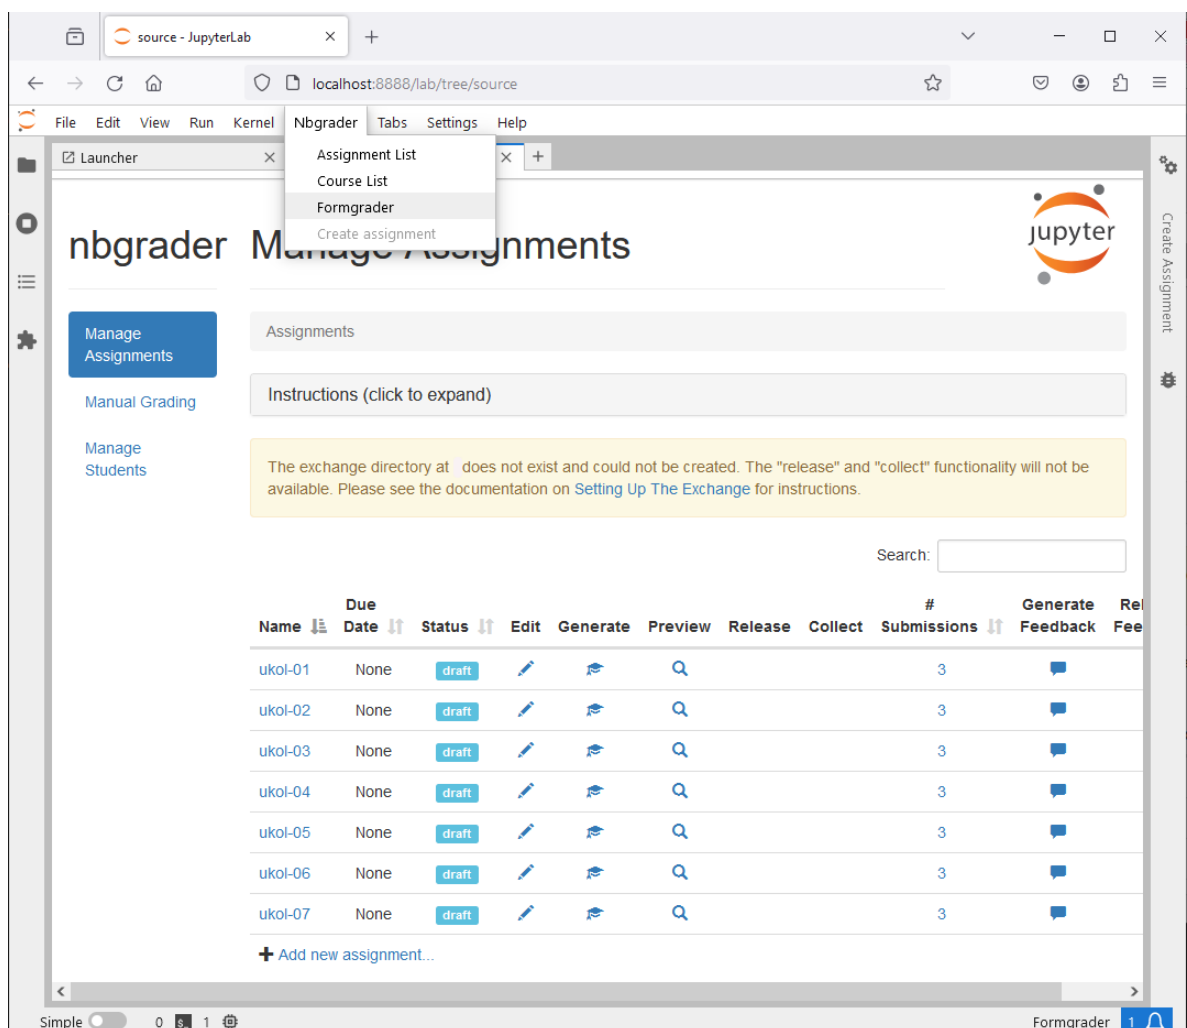 source - JupyterLab
localhost:8888/lab/tree/source
File Edit View Run Kernel Nbgrader Tabs Settings Help
Launcher
Assignment List
Course List
Formgrader
Create assignment
nbgrader Manage Assignments
jupyter
Create Assignment
Manage
Assignments
Manual Grading
Manage
Students
Assignments
Instructions (click to expand)
The exchange directory at does not exist and could not be created. The "release" and "collect" functionality will not be
available. Please see the documentation on Setting Up The Exchange for instructions.
Search:
Name Due Date Status Edit Generate Preview Release Collect # Submissions Generate Feedback Rel Fee
ukol-01 None draft 3
ukol-02 None draft 3
ukol-03 None draft 3
ukol-04 None draft 3
ukol-05 None draft 3
ukol-06 None draft 3
ukol-07 None draft 3
Add new assignment...
Simple 0 s_ 1 Formgrader 1